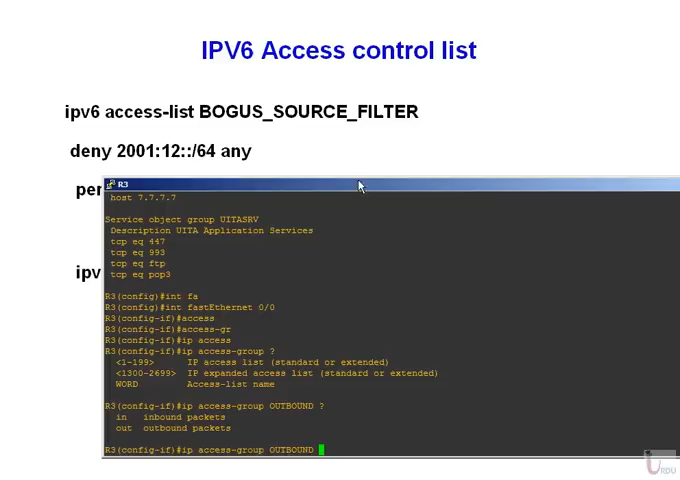 IPV6 Access control list
ipv6 access-list BOGUS_SOURCE_FILTER
deny 2001:12::/64 any
per
ipv
R3
host 7.7.7.7
Service object group UITASRV
Description UITA Application Services
tcp eq 447
tcp eq 993
tcp eq ftp
tcp eq pop3
R3(config)#int fa
R3(config)#int fastEthernet 0/0
R3(config-if)#access
R3(config-if)#access-gr
R3(config-if)#ip access
R3(config-if)#ip access-group ?
<1-199> IP access list (standard or extended)
<1300-2699> IP expanded access list (standard or extended)
WORD Access-list name
R3(config-if)#ip access-group OUTBOUND ?
in inbound packets
out outbound packets
R3(config-if)#ip access-group OUTBOUND
URDU